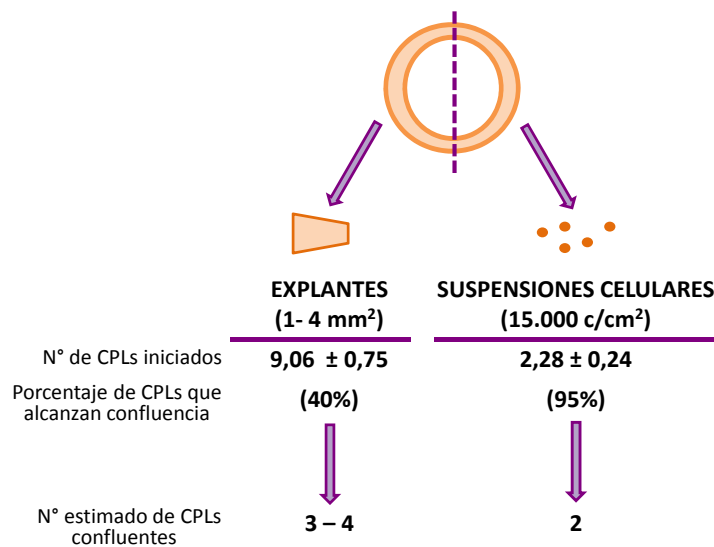 EXPLANTES
(1- 4 mm²)
SUSPENSIONES CELULARES
(15.000 c/cm²)
N° de CPLs iniciados
9,06 ± 0,75
2,28 ± 0,24
Porcentaje de CPLs que
alcanzan confluencia
(40%)
(95%)
N° estimado de CPLs
confluentes
3 – 4
2